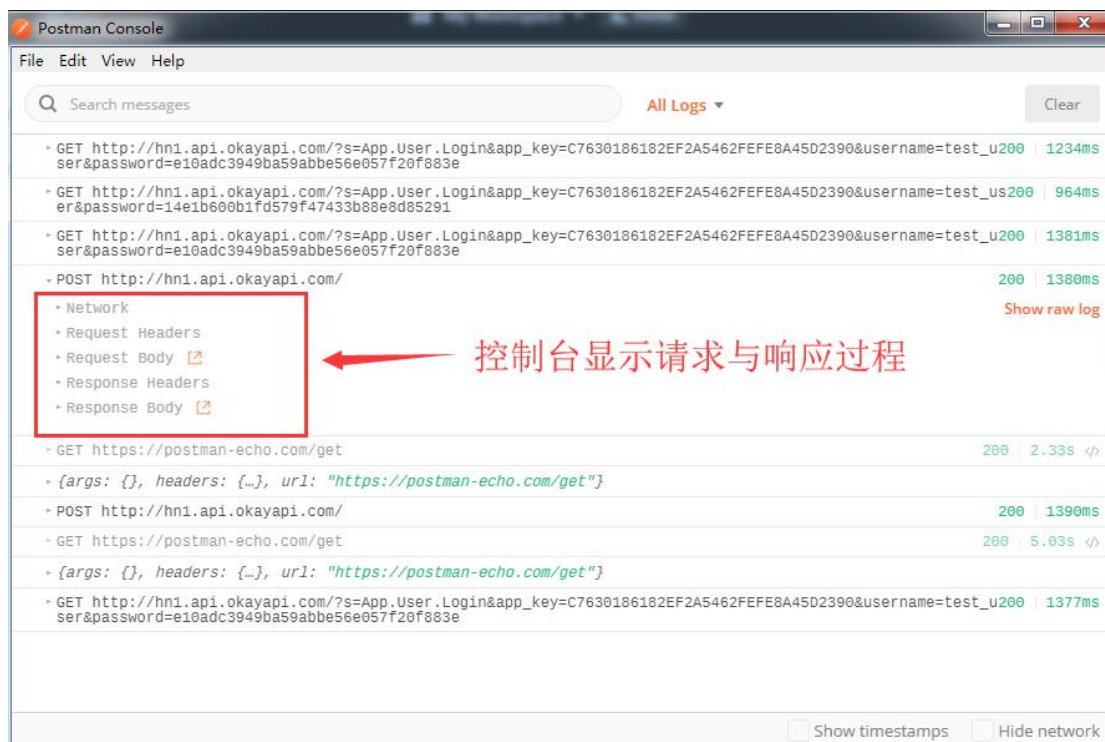 Postman Console
File Edit View Help
Search messages
All Logs
Clear
GET http://hn1.api.okayapi.com/?s=App.User.Login&app_key=C7630186182EF2A5462FEFE8A45D2390&username=test_u200 1234ms
ser&password=e10adc3949ba59abbe56e057f20f883e
GET http://hn1.api.okayapi.com/?s=App.User.Login&app_key=C7630186182EF2A5462FEFE8A45D2390&username=test_us200 964ms
er&password=14e1b600b1fd579f47433b88e8d85291
GET http://hn1.api.okayapi.com/?s=App.User.Login&app_key=C7630186182EF2A5462FEFE8A45D2390&username=test_u200 1381ms
ser&password=e10adc3949ba59abbe56e057f20f883e
POST http://hn1.api.okayapi.com/ 200 1380ms
Network
Show raw log
Request Headers
Request Body
控制台显示请求与响应过程
Response Headers
Response Body
GET https://postman-echo.com/get 200 2.33s
{args: {}, headers: {…}, url: "https://postman-echo.com/get"}
POST http://hn1.api.okayapi.com/ 200 1390ms
GET https://postman-echo.com/get 200 5.03s
{args: {}, headers: {…}, url: "https://postman-echo.com/get"}
GET http://hn1.api.okayapi.com/?s=App.User.Login&app_key=C7630186182EF2A5462FEFE8A45D2390&username=test_u200 1377ms
ser&password=e10adc3949ba59abbe56e057f20f883e
Show timestamps
Hide network